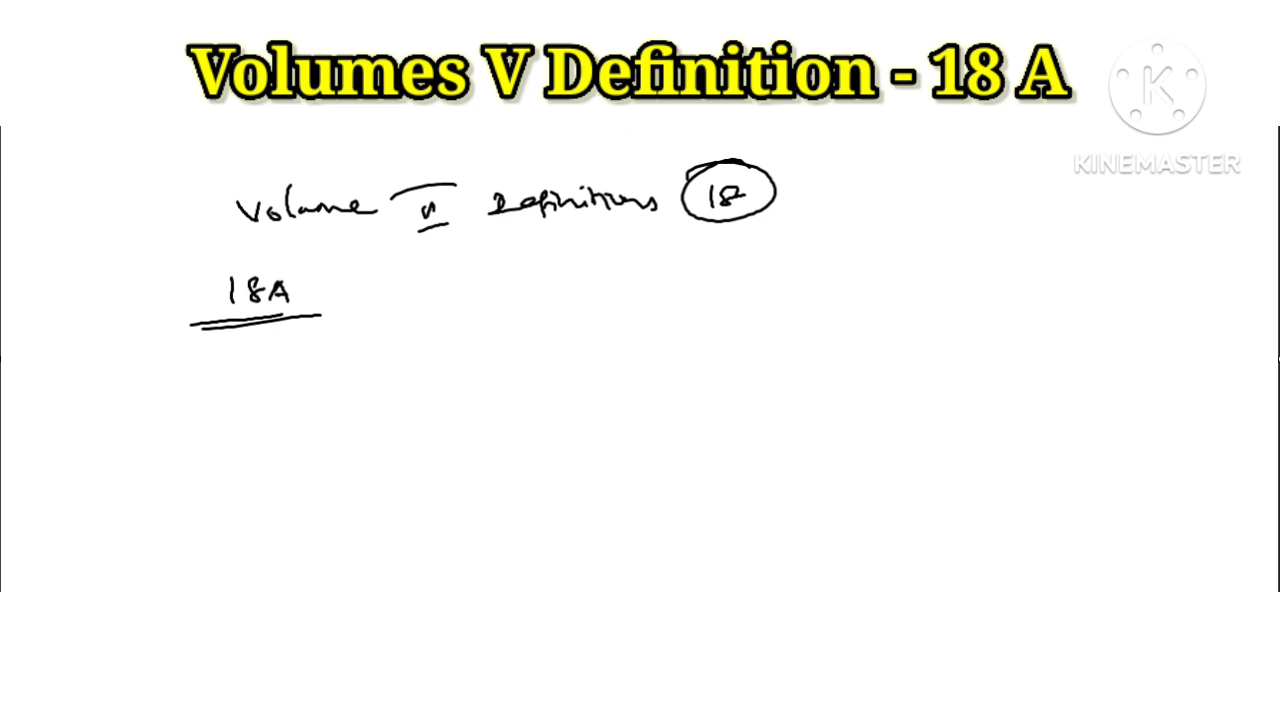 Volumes V Definition - 18 A
K
KINEMASTER
Volume V Definitions 18
18A